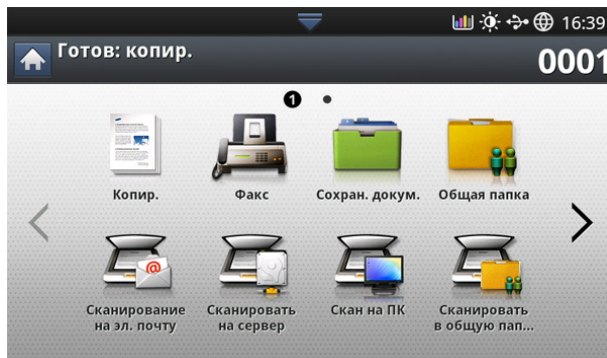 16:39
Готов: копир.
0001
1
Копир.
Факс
Сохран. докум.
Общая папка
Сканирование
на эл. почту
Сканировать
на сервер
Скан на ПК
Сканировать
в общую пап...